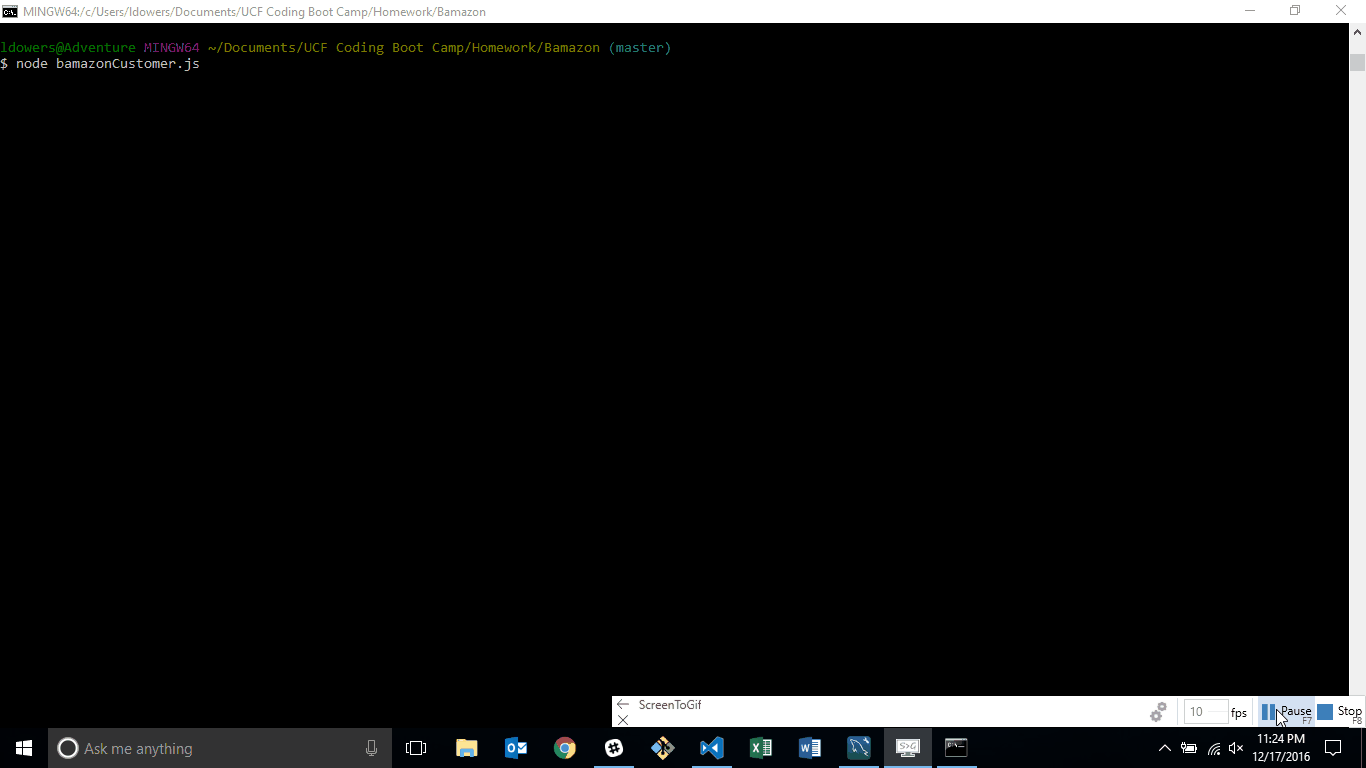 MINGW64:/c/Users/ldowers/Documents/UCF Coding Boot Camp/Homework/Bamazon
ldowers@Adventure MINGW64 ~/Documents/UCF Coding Boot Camp/Homework/Bamazon (master)
$ node bamazonCustomer.js
ScreenToGif
10 fps
Pause
F7
Stop
F8
Ask me anything
11:24 PM
12/17/2016